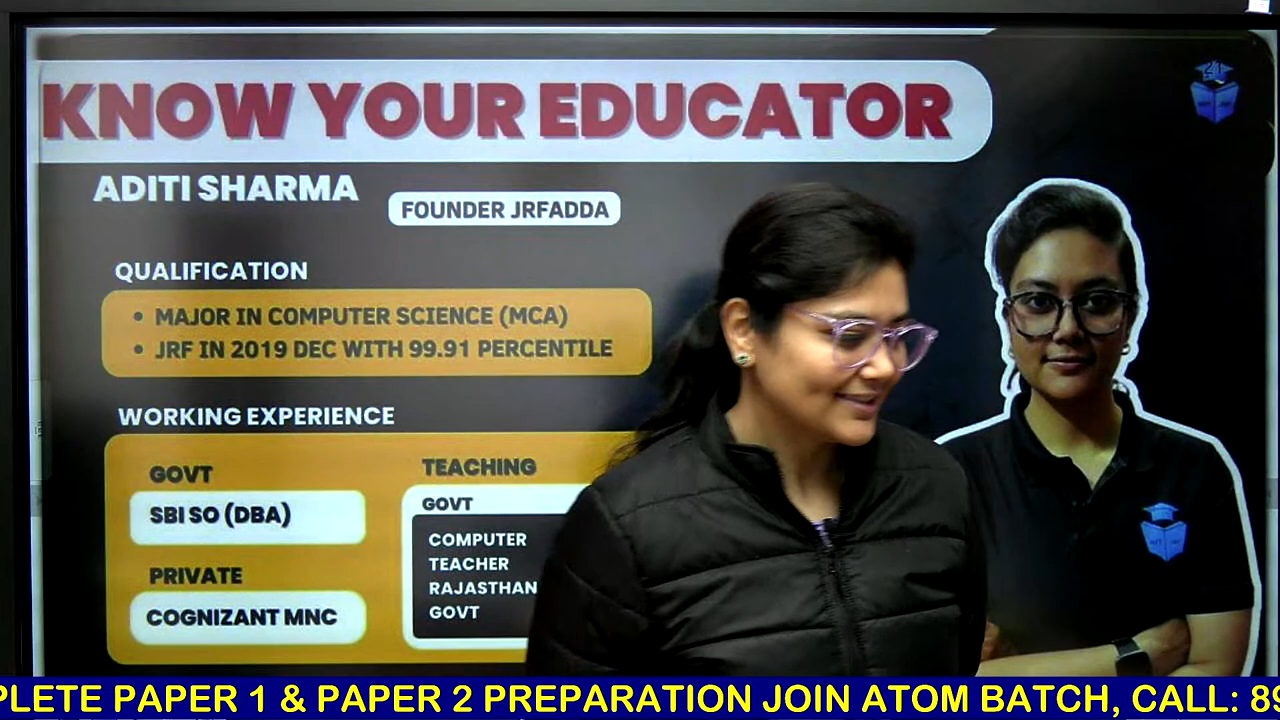 KNOW YOUR EDUCATOR
ADITI SHARMA
FOUNDER JRFADDA
QUALIFICATION
• MAJOR IN COMPUTER SCIENCE (MCA)
• JRF IN 2019 DEC WITH 99.91 PERCENTILE
WORKING EXPERIENCE
GOVT
SBI SO (DBA)
PRIVATE
COGNIZANT MNC
TEACHING
GOVT
COMPUTER
TEACHER
RAJASTHAN
GOVT
PLETE PAPER 1 & PAPER 2 PREPARATION JOIN ATOM BATCH, CALL: 89